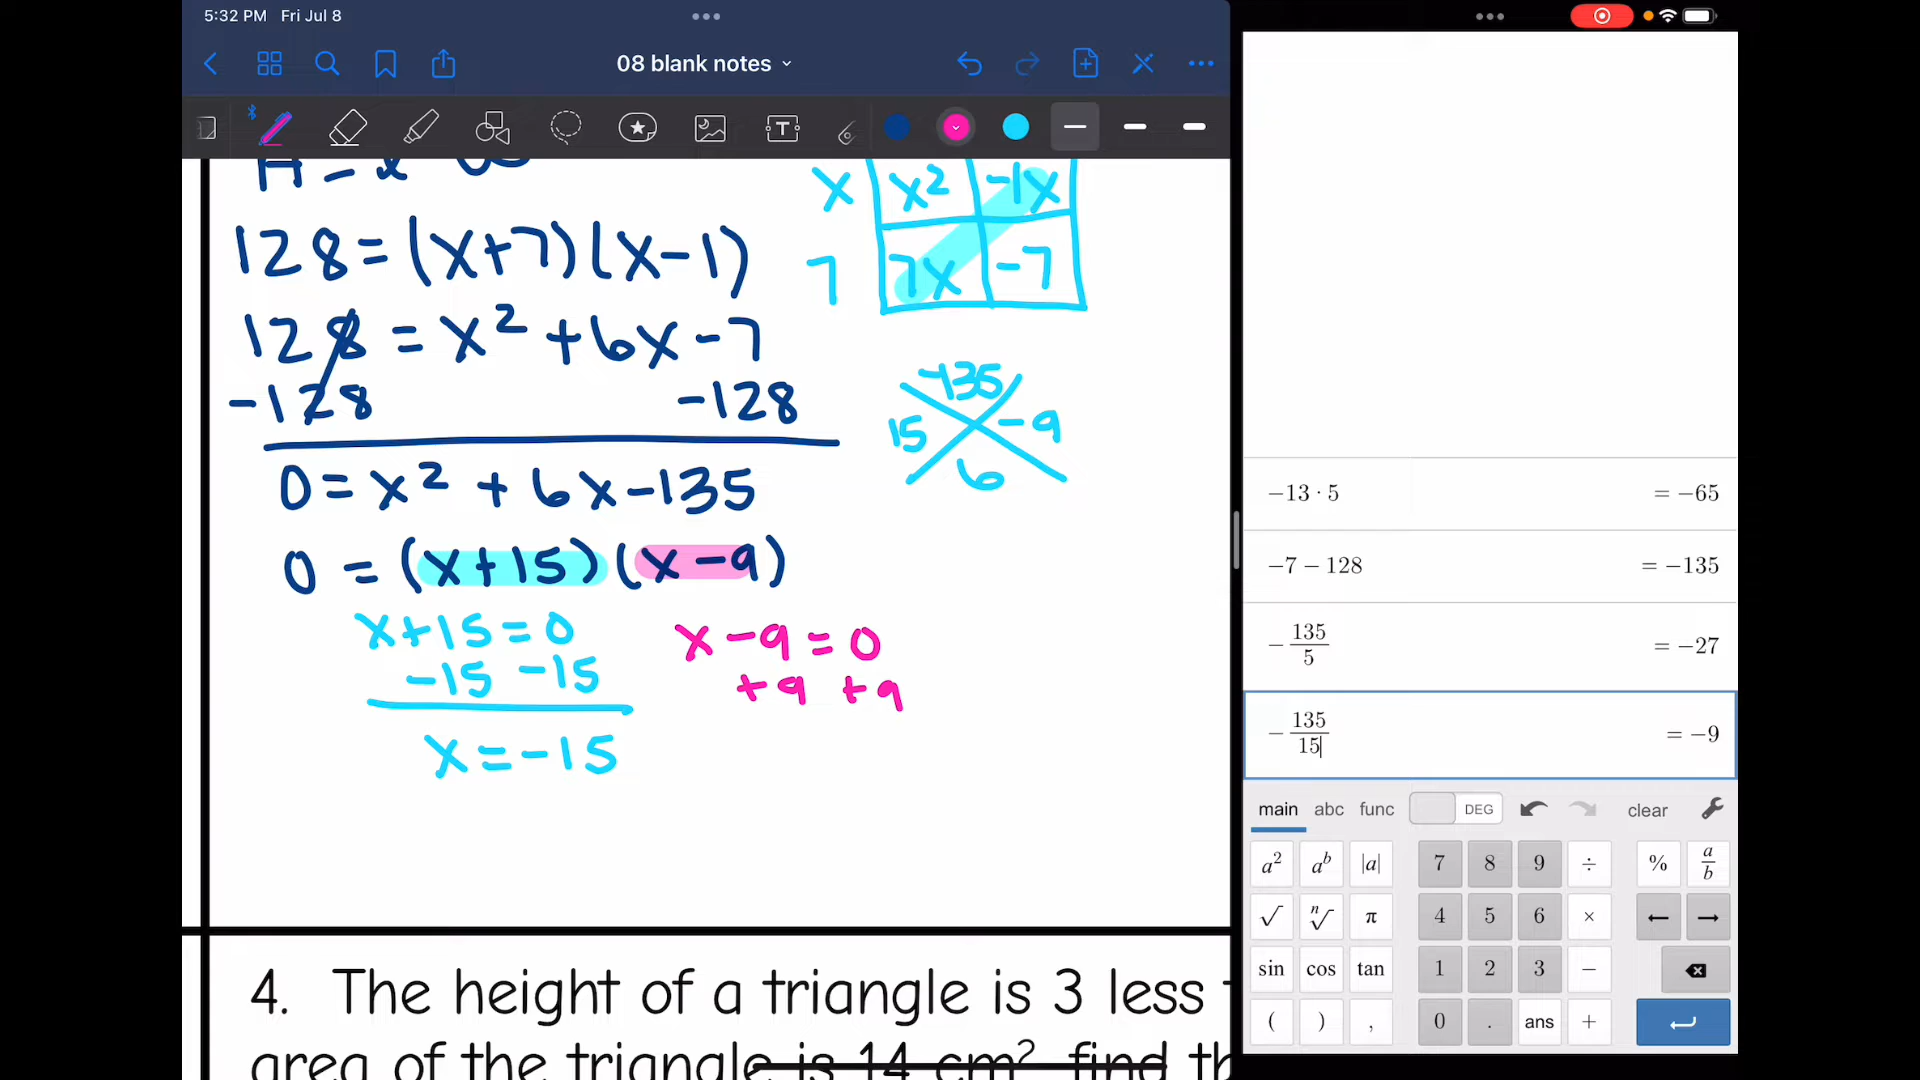 5:32 PM Fri Jul 8
08 blank notes
T
128=(x+7)(x-1)
128 = x² +6x-7
-128 -128
0= x² + 6x-135
0 = (x+15)(x-9)
x+15=0
-15 -15
x=-15
x-9=0
+9 +9
x x² -1x
7 7x -7
-135
15 -9
6
4. The height of a triangle is 3 less
area of the triangle is 14 cm², find
-13·5 = -65
-7-128 = -135
-135/5 = -27
-135/15 = -9
main abc func DEG clear
a² aᵇ |a| 7 8 9 ÷ % a/b
√ ⁿ√ π 4 5 6 × ← →
sin cos tan 1 2 3 −
( ) , 0 . ans +